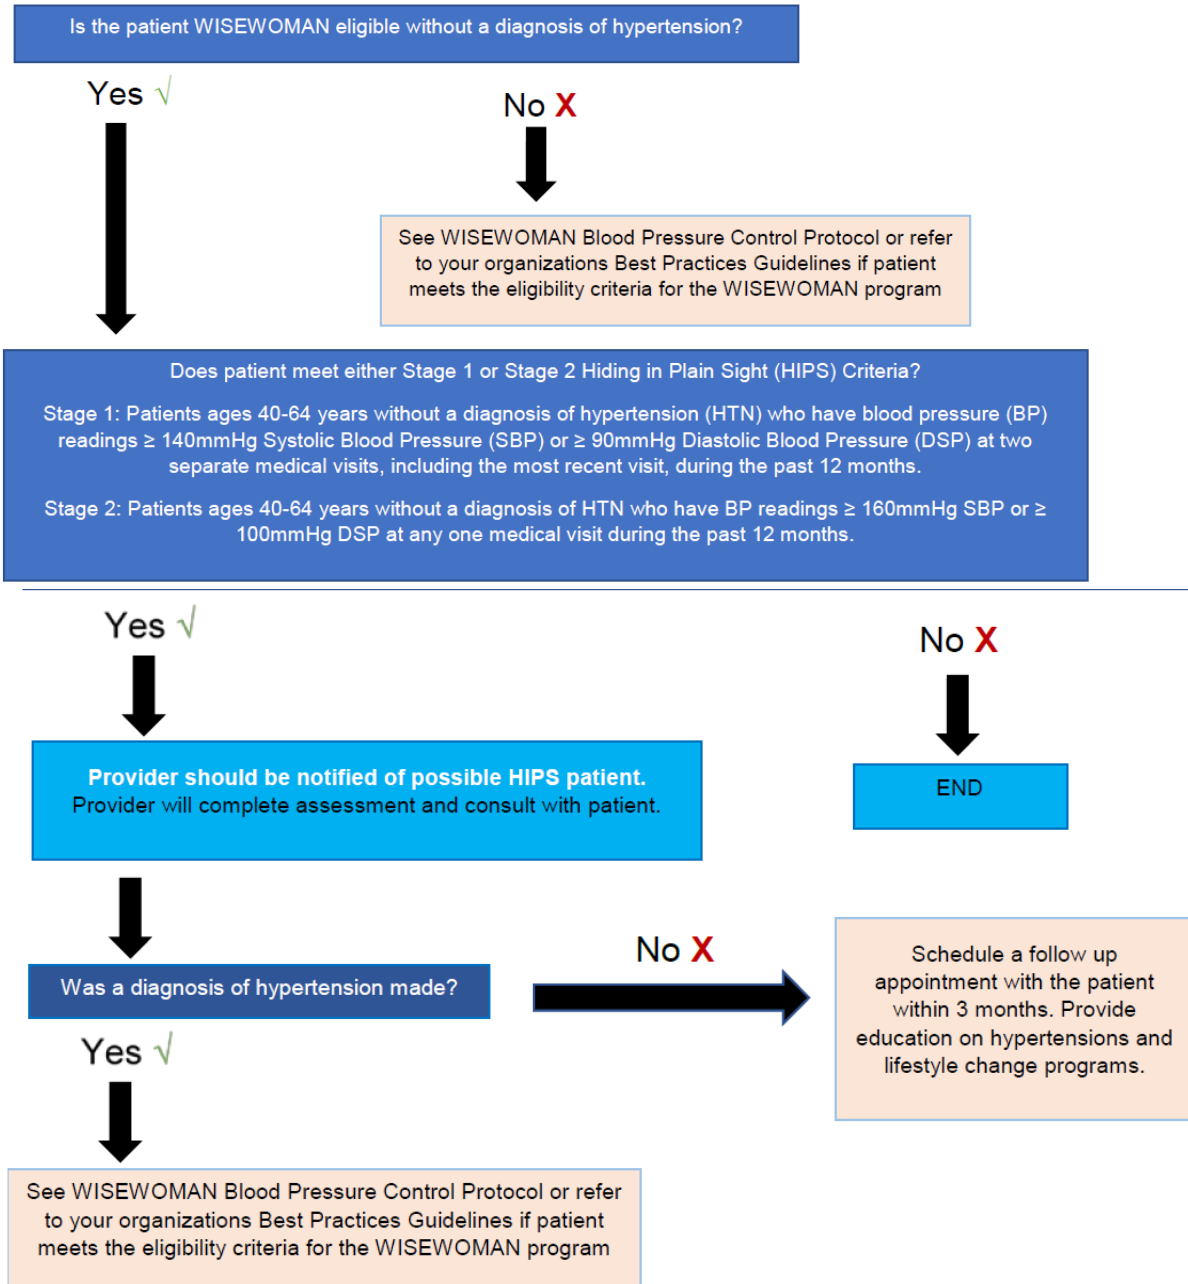 Is the patient WISEWOMAN eligible without a diagnosis of hypertension?
Yes √
No X
See WISEWOMAN Blood Pressure Control Protocol or refer
to your organizations Best Practices Guidelines if patient
meets the eligibility criteria for the WISEWOMAN program
Does patient meet either Stage 1 or Stage 2 Hiding in Plain Sight (HIPS) Criteria?
Stage 1: Patients ages 40-64 years without a diagnosis of hypertension (HTN) who have blood pressure (BP)
readings ≥ 140mmHg Systolic Blood Pressure (SBP) or ≥ 90mmHg Diastolic Blood Pressure (DSP) at two
separate medical visits, including the most recent visit, during the past 12 months.
Stage 2: Patients ages 40-64 years without a diagnosis of HTN who have BP readings ≥ 160mmHg SBP or ≥
100mmHg DSP at any one medical visit during the past 12 months.
Yes √
No X
Provider should be notified of possible HIPS patient.
Provider will complete assessment and consult with patient.
END
Was a diagnosis of hypertension made?
No X
Schedule a follow up
appointment with the patient
within 3 months. Provide
education on hypertensions and
lifestyle change programs.
Yes √
See WISEWOMAN Blood Pressure Control Protocol or refer
to your organizations Best Practices Guidelines if patient
meets the eligibility criteria for the WISEWOMAN program